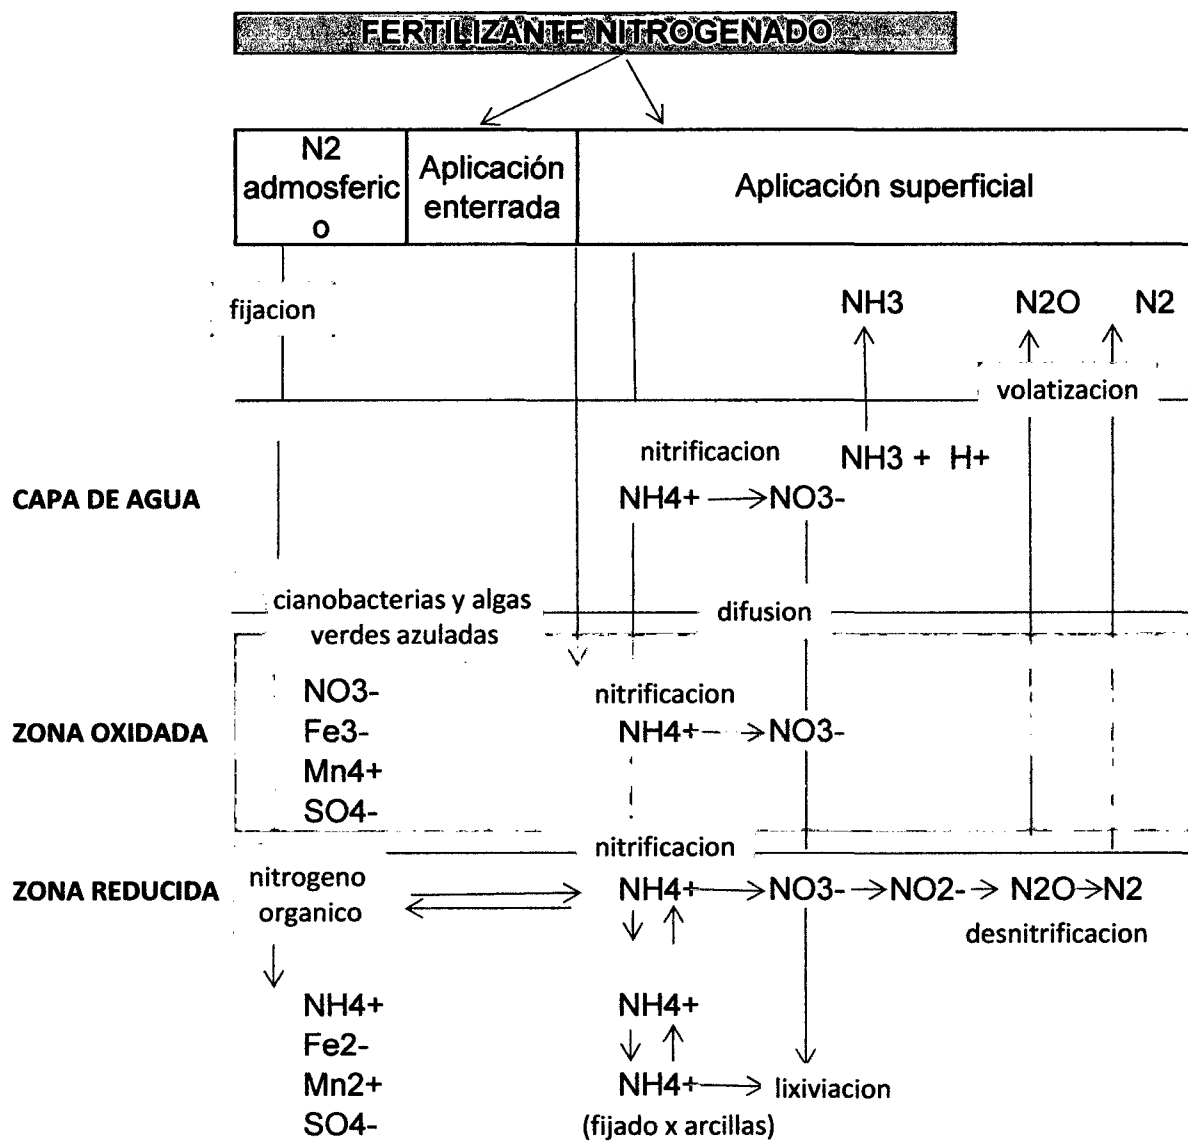 FERTILIZANTE NITROGENADO
N2
admosferic
o
Aplicación
enterrada
Aplicación superficial
fijacion
NH3
N2O
N2
volatizacion
nitrificacion
NH3 + H+
CAPA DE AGUA
NH4+
NO3-
cianobacterias y algas
verdes azuladas
difusion
NO3-
nitrificacion
ZONA OXIDADA
Fe3-
NH4+
NO3-
Mn4+
SO4-
nitrificacion
ZONA REDUCIDA
nitrogeno
organico
NH4+
NO3-
NO2-
N2O
N2
desnitrificacion
NH4+
NH4+
Fe2-
Mn2+
NH4+
lixiviacion
SO4-
(fijado x arcillas)